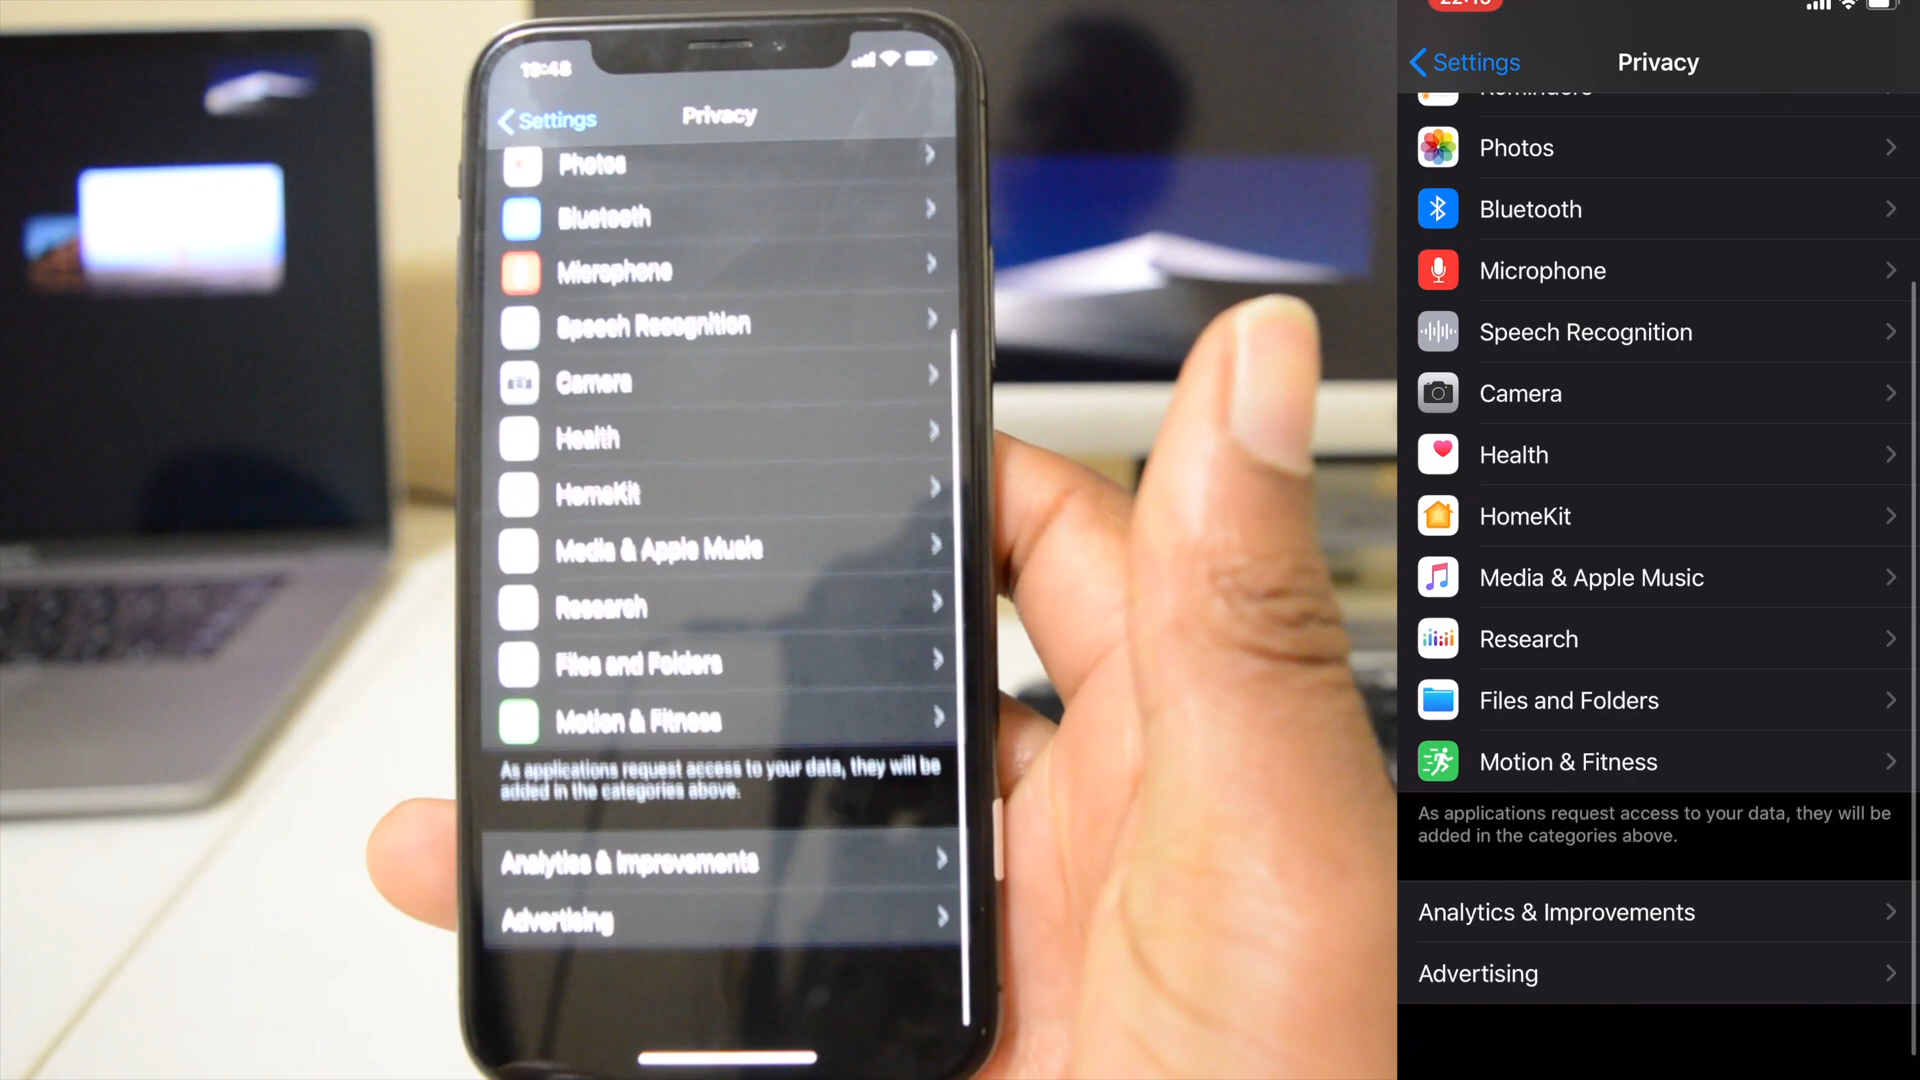 Settings
Privacy
Photos
Bluetooth
Microphone
Speech Recognition
Camera
Health
HomeKit
Media & Apple Music
Research
Files and Folders
Motion & Fitness
As applications request access to your data, they will be
added in the categories above.
Analytics & Improvements
Advertising
Settings
Privacy
Reminders
Photos
Bluetooth
Microphone
Speech Recognition
Camera
Health
HomeKit
Media & Apple Music
Research
Files and Folders
Motion & Fitness
As applications request access to your data, they will be
added in the categories above.
Analytics & Improvements
Advertising